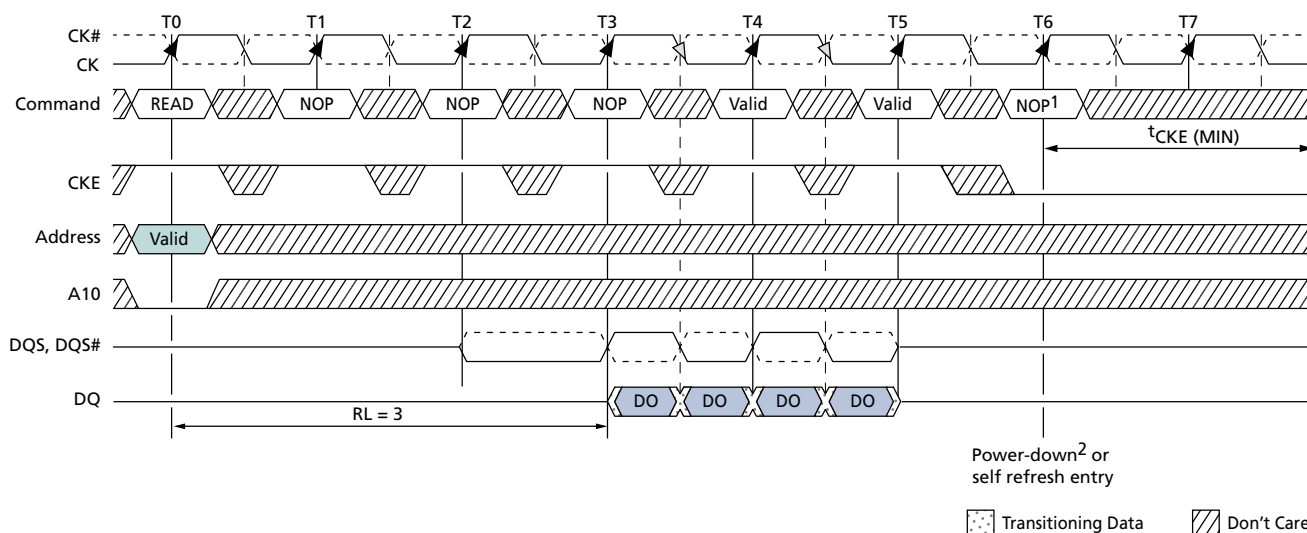 T0 T1 T2 T3 T4 T5 T6 T7
CK#
CK
Command READ NOP NOP NOP Valid Valid NOP1
tCKE (MIN)
CKE
Address Valid
A10
DQS, DQS#
DQ DO DO DO DO
RL = 3
Power-down2 or
self refresh entry
Transitioning Data Don't Care